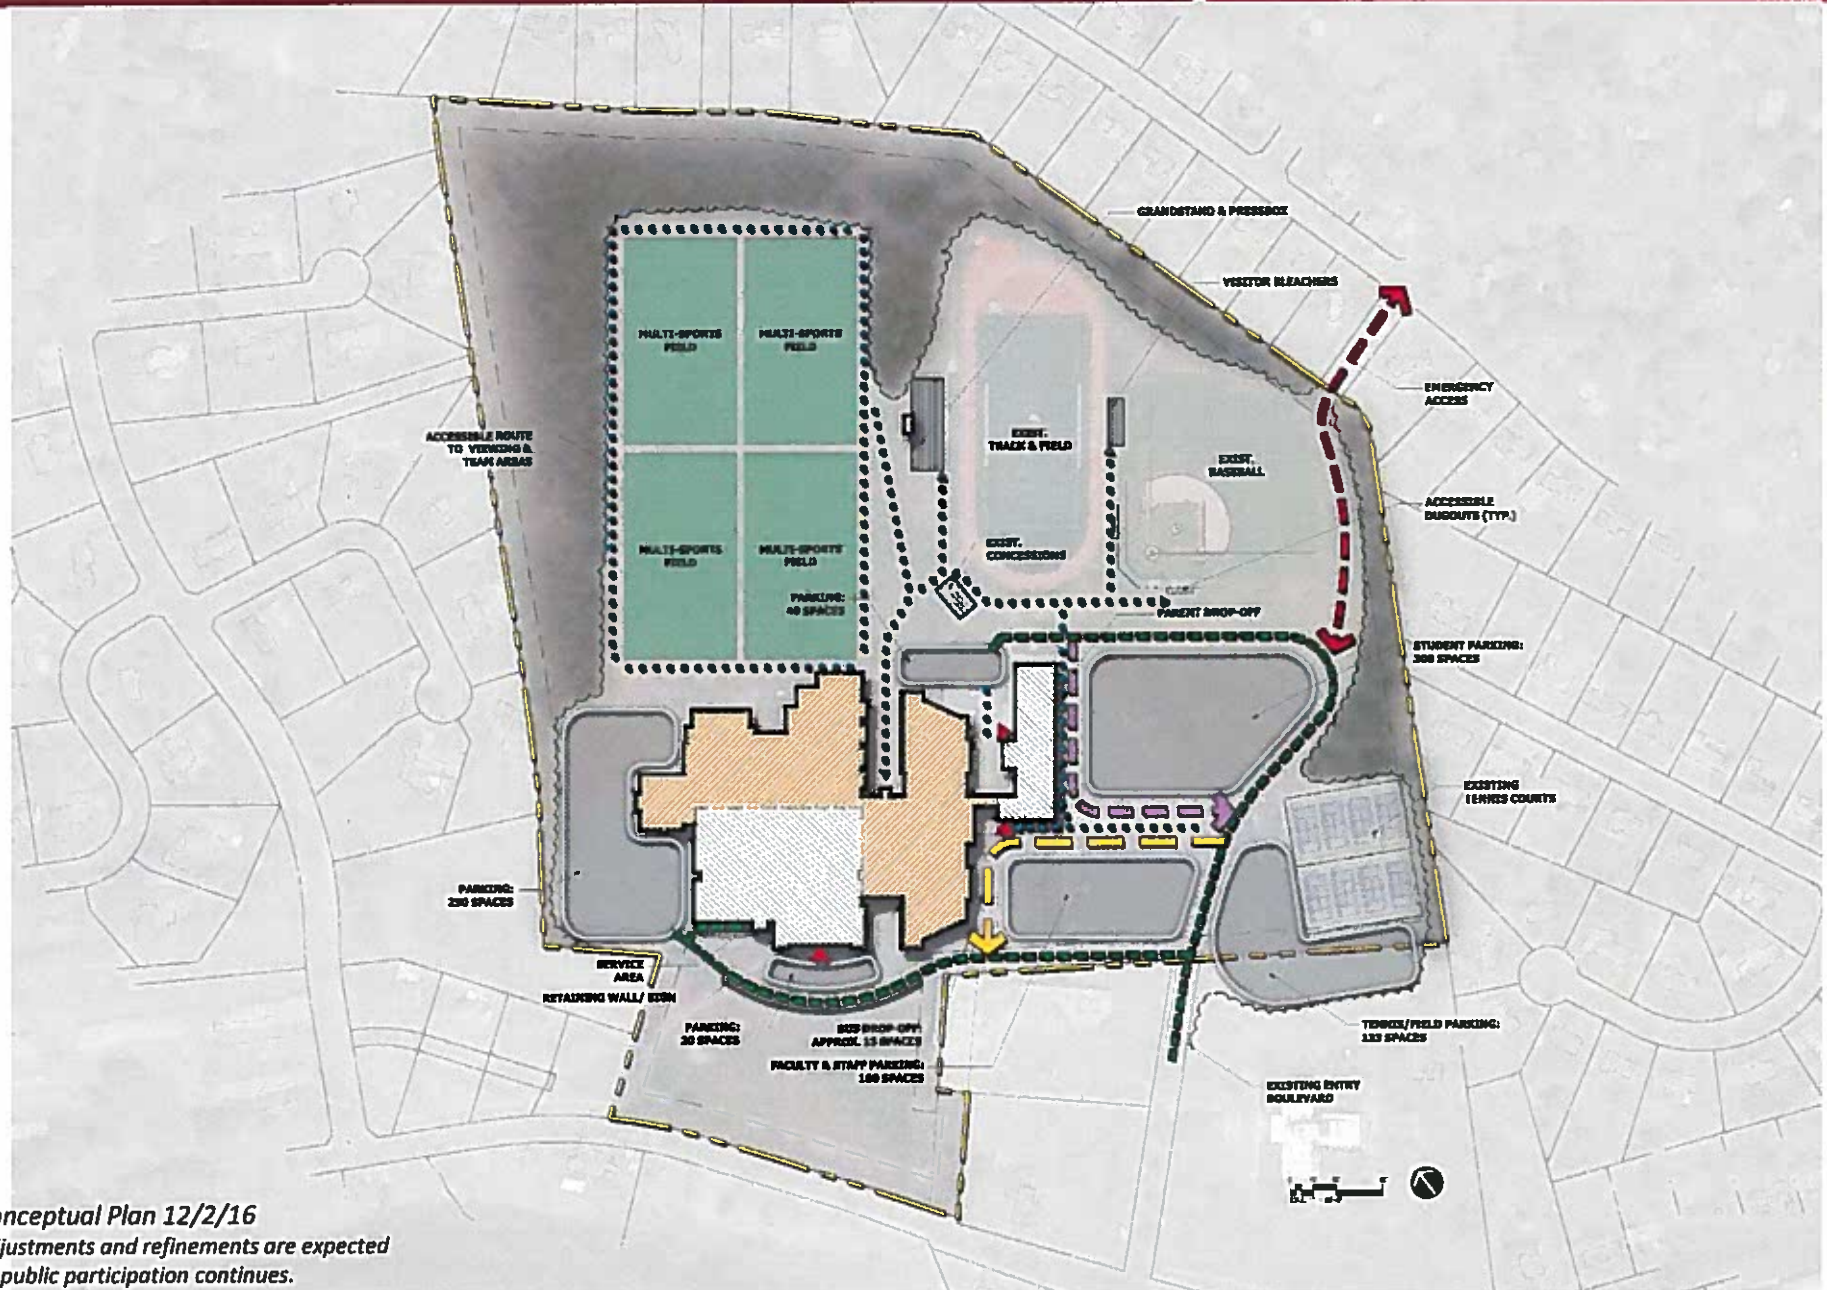 GRANDSTAND & PRESSBOX
VISITOR BLEACHERS
MULTI-SPORTS
FIELD
MULTI-SPORTS
FIELD
EMERGENCY
ACCESS
ACCESSIBLE ROUTE
TO VIEWING &
TEAM AREAS
EXIST.
TRACK & FIELD
EXIST.
BASEBALL
ACCESSIBLE
DUGOUTS (TYP.)
MULTI-SPORTS
FIELD
MULTI-SPORTS
FIELD
EXIST.
CONCESSIONS
PARKING:
40 SPACES
PARENT DROP-OFF
STUDENT PARKING:
300 SPACES
EXISTING
TENNIS COURTS
PARKING:
250 SPACES
SERVICE
AREA
RETAINING WALL/ SIGN
PARKING:
20 SPACES
BUS DROP-OFF:
APPROX. 15 SPACES
FACULTY & STAFF PARKING:
180 SPACES
TENNIS/FIELD PARKING:
133 SPACES
EXISTING ENTRY
BOULEVARD
onceptual Plan 12/2/16
justments and refinements are expected
public participation continues.